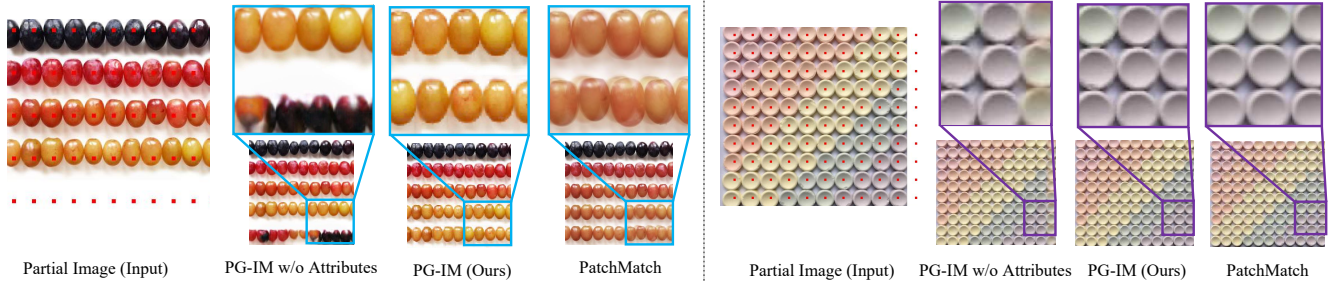 Partial Image (Input)
PG-IM w/o Attributes
PG-IM (Ours)
PatchMatch
Partial Image (Input)
PG-IM w/o Attributes
PG-IM (Ours)
PatchMatch